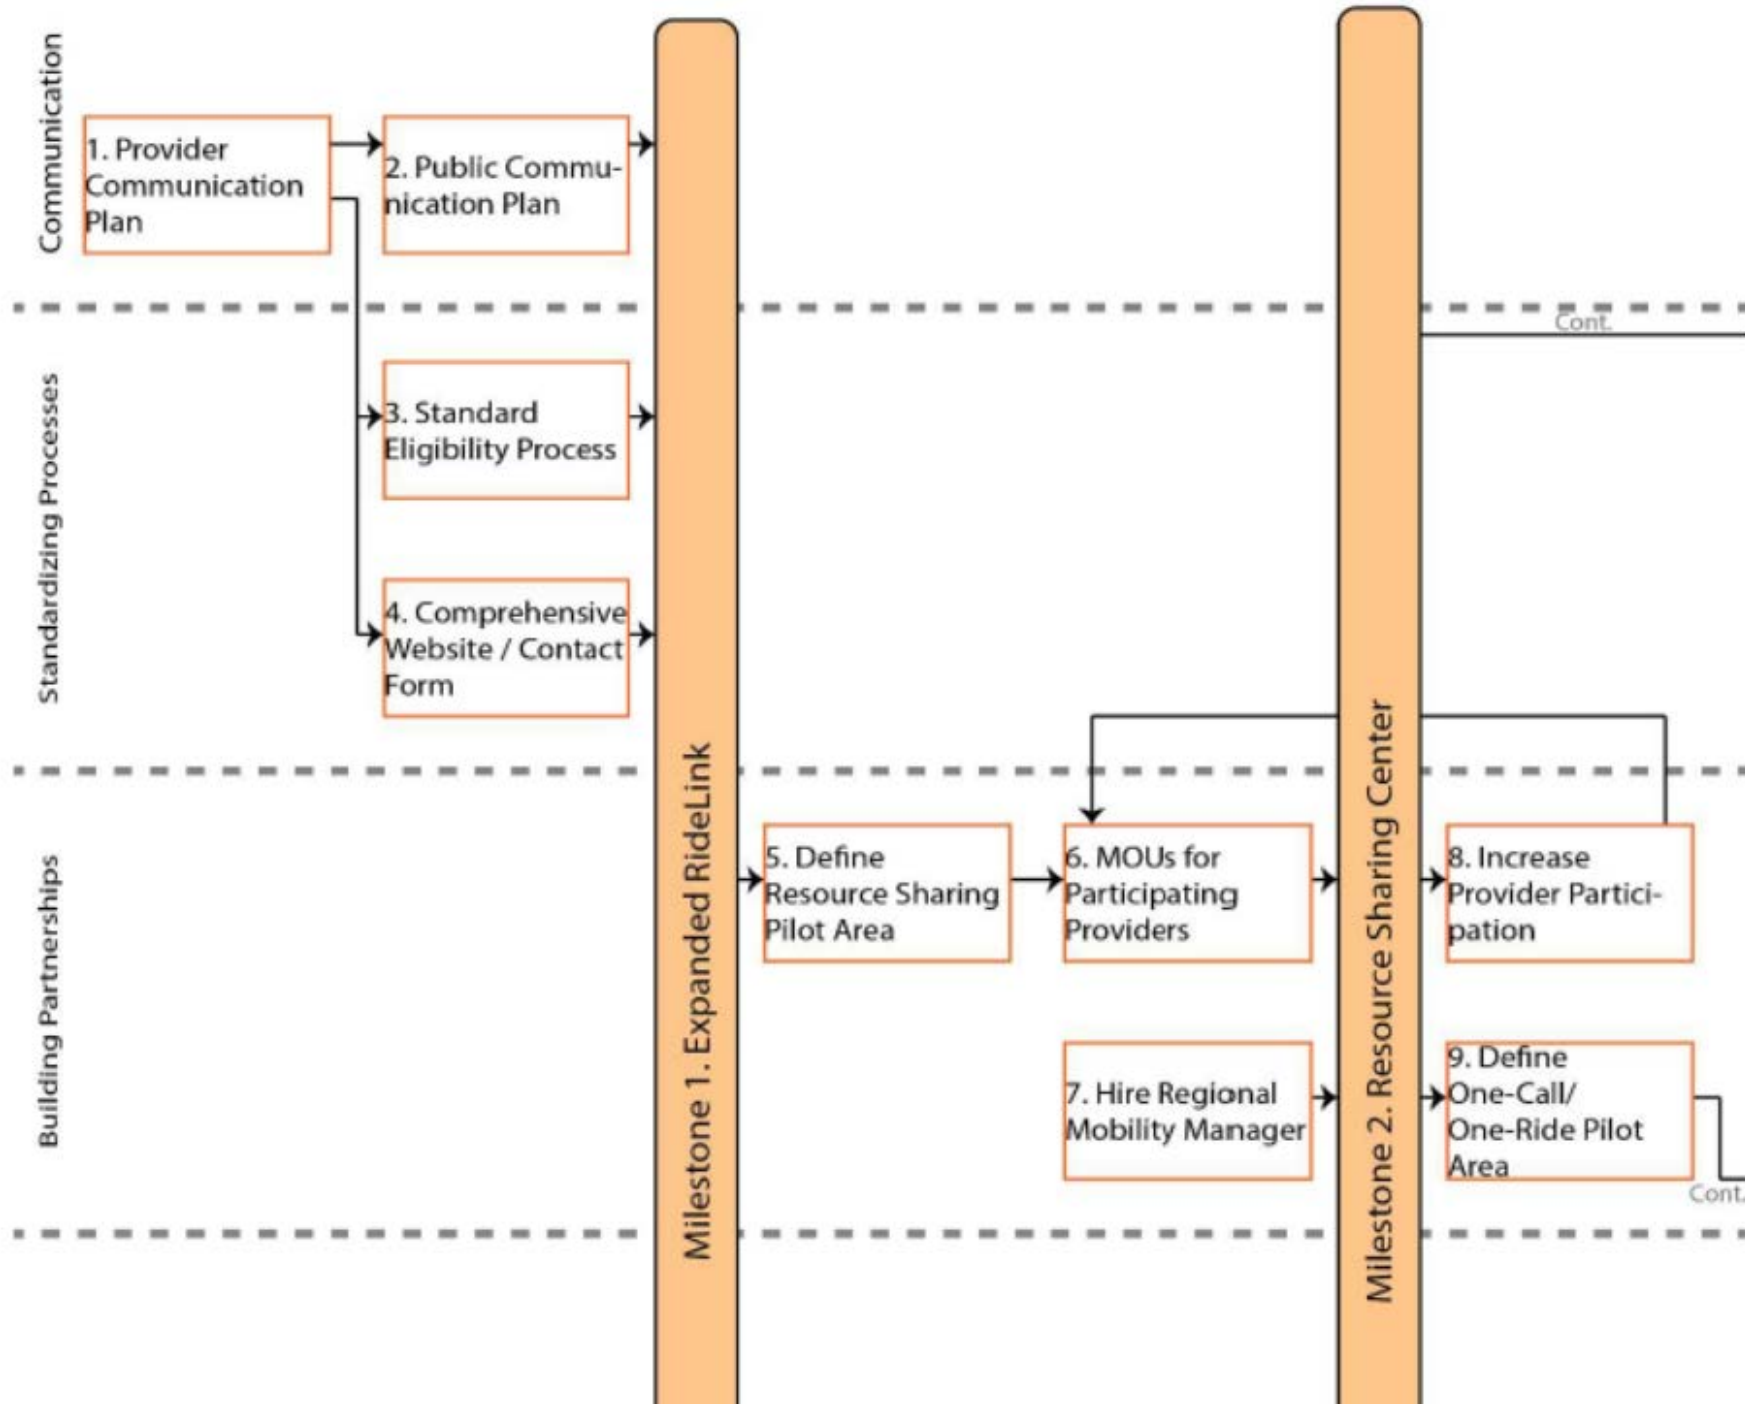 Communication
1. Provider
Communication
Plan
2. Public Commu-
nication Plan
Cont.
Standardizing Processes
3. Standard
Eligibility Process
4. Comprehensive
Website / Contact
Form
Milestone 1. Expanded RideLink
Milestone 2. Resource Sharing Center
Building Partnerships
5. Define
Resource Sharing
Pilot Area
6. MOUs for
Participating
Providers
8. Increase
Provider Partici-
pation
7. Hire Regional
Mobility Manager
9. Define
One-Call/
One-Ride Pilot
Area
Cont.